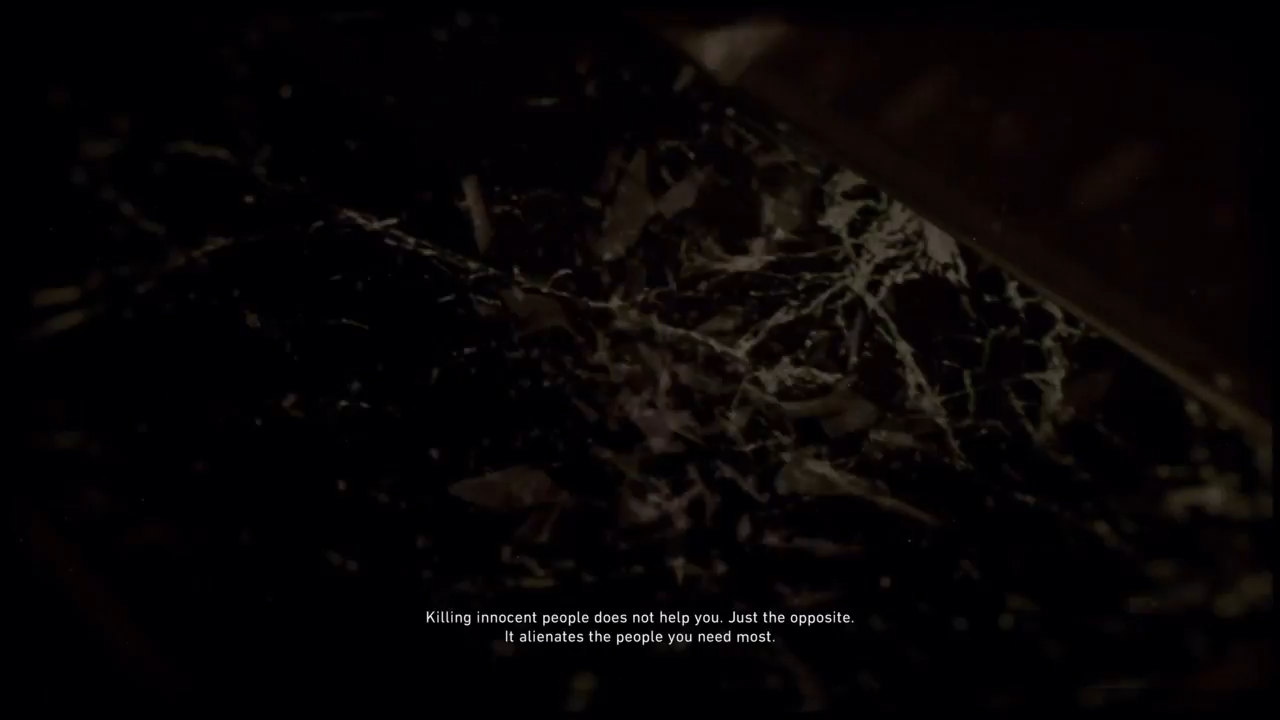 Killing innocent people does not help you. Just the opposite.
It alienates the people you need most.